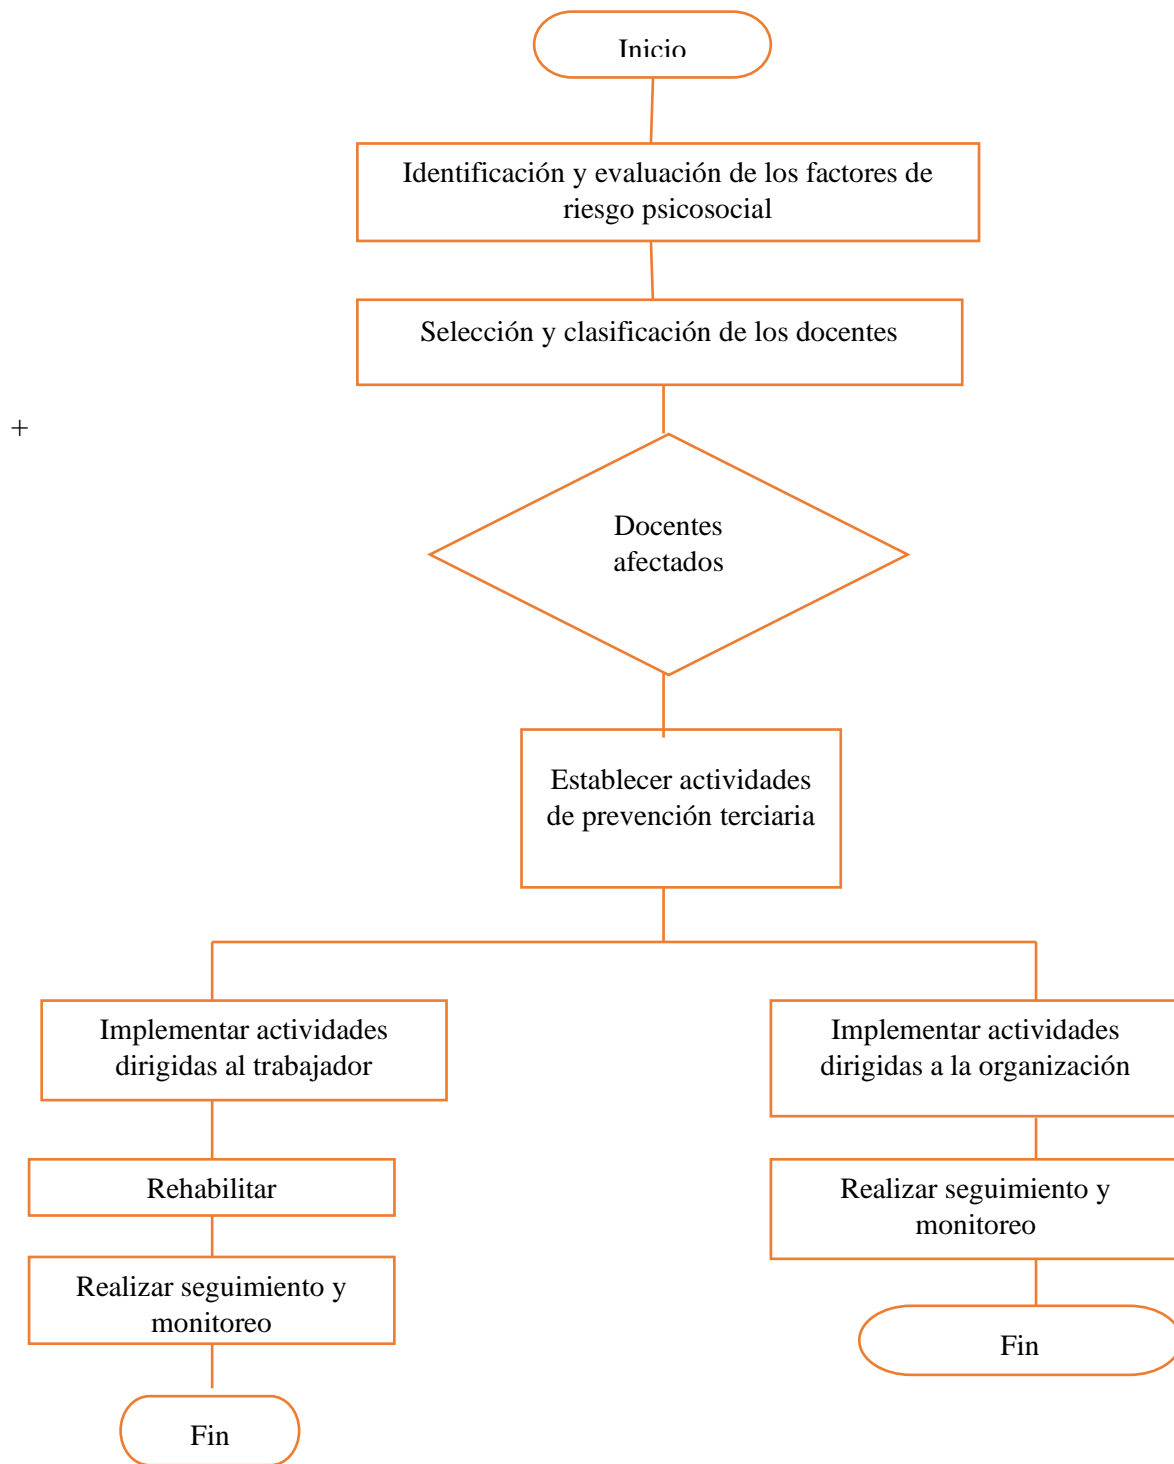 Inicio
Identificación y evaluación de los factores de
riesgo psicosocial
Selección y clasificación de los docentes
+
Docentes
afectados
Establecer actividades
de prevención terciaria
Implementar actividades
dirigidas al trabajador
Rehabilitar
Realizar seguimiento y
monitoreo
Fin
Implementar actividades
dirigidas a la organización
Realizar seguimiento y
monitoreo
Fin